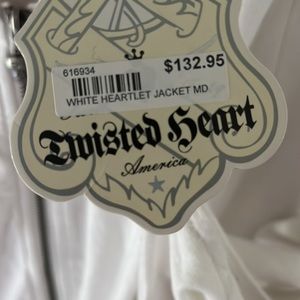 616934
$132.95
WHITE HEARTLET JACKET MD
Twisted Heart
America